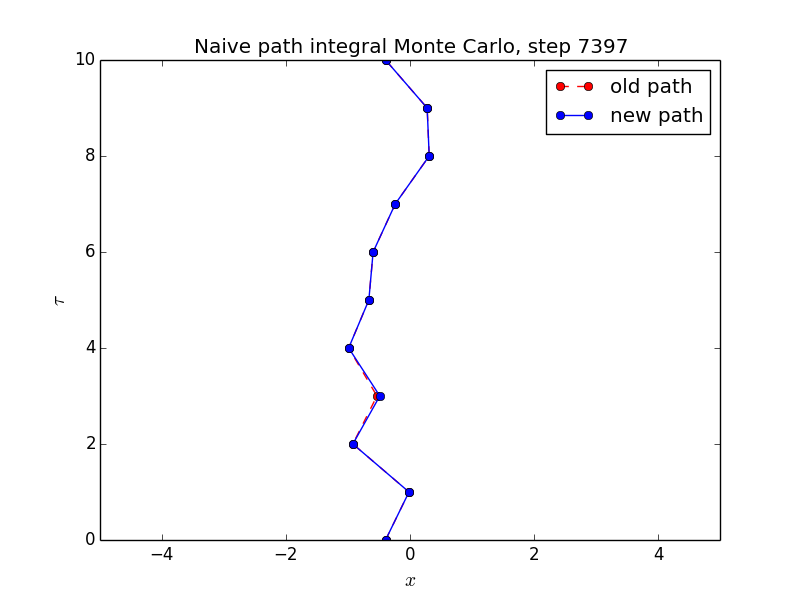 Naive path integral Monte Carlo, step 7397
old path
new path
10
8
6
4
2
0
τ
−4
−2
0
2
4
x